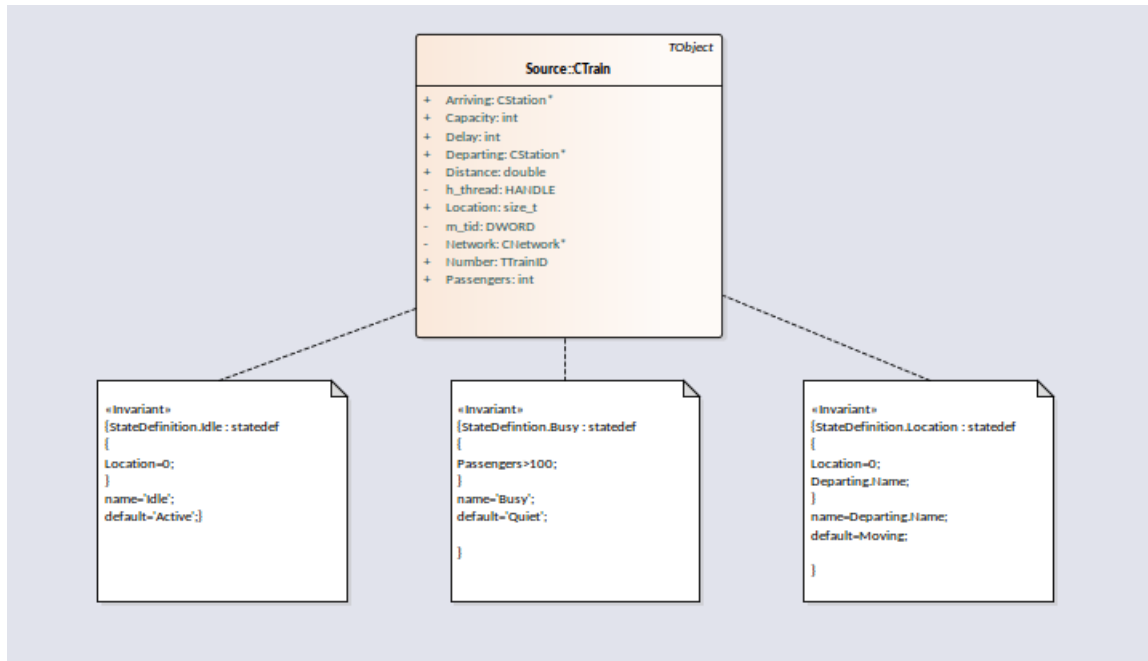 TObject
Source::CTrain
+ Arriving: CStation*
+ Capacity: int
+ Delay: int
+ Departing: CStation*
+ Distance: double
- h_thread: HANDLE
+ Location: size_t
- m_tid: DWORD
- Network: CNetwork*
+ Number: TTrainID
+ Passengers: int
«Invariant»
{StateDefinition.Idle : statedef
{
Location=0;
}
name='Idle';
default='Active';}
«Invariant»
{StateDefintion.Busy : statedef
{
Passengers>100;
}
name='Busy';
default='Quiet';
}
«Invariant»
{StateDefinition.Location : statedef
{
Location=0;
Departing.Name;
}
name=Departing.Name;
default=Moving;
}